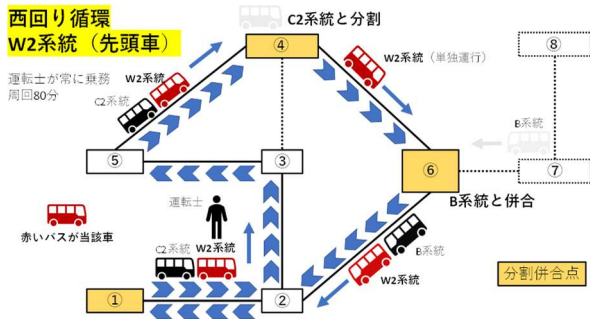 西回り循環
W2系統（先頭車）
運転士が常に乗務
周回80分
C2系統と分割
④
⑧
W2系統
C2系統
W2系統（単独運行）
B系統
⑤
③
⑥
⑦
B系統と併合
運転士
赤いバスが当該車
C2系統
W2系統
B系統
W2系統
分割併合点
①
②